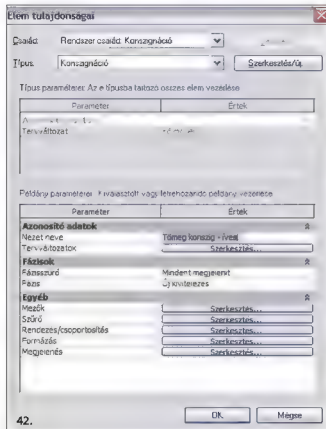 Elem tulajdonságai
Család: Rendszer család: Konszignáció
Típus: Konszignáció Szerkesztés/új
Típus paraméterei: Az e típusba tartozó összes elem vezérlése
Paraméter Érték
Tervváltozat
Példány paraméterei: kiválasztott vagy létrehozandó példány vezérlése
Paraméter Érték
Azonosító adatok
Nézet neve Tömeg konszig - íves
Tervváltozatok Szerkesztés...
Fázisok
Fázisszűrő Mindent megjelenít
Fázis Új kivitelezés
Egyéb
Mezők Szerkesztés...
Szűrő Szerkesztés...
Rendezés/csoportosítás Szerkesztés...
Formázás Szerkesztés...
Megjelenés Szerkesztés...
42. OK Mégse